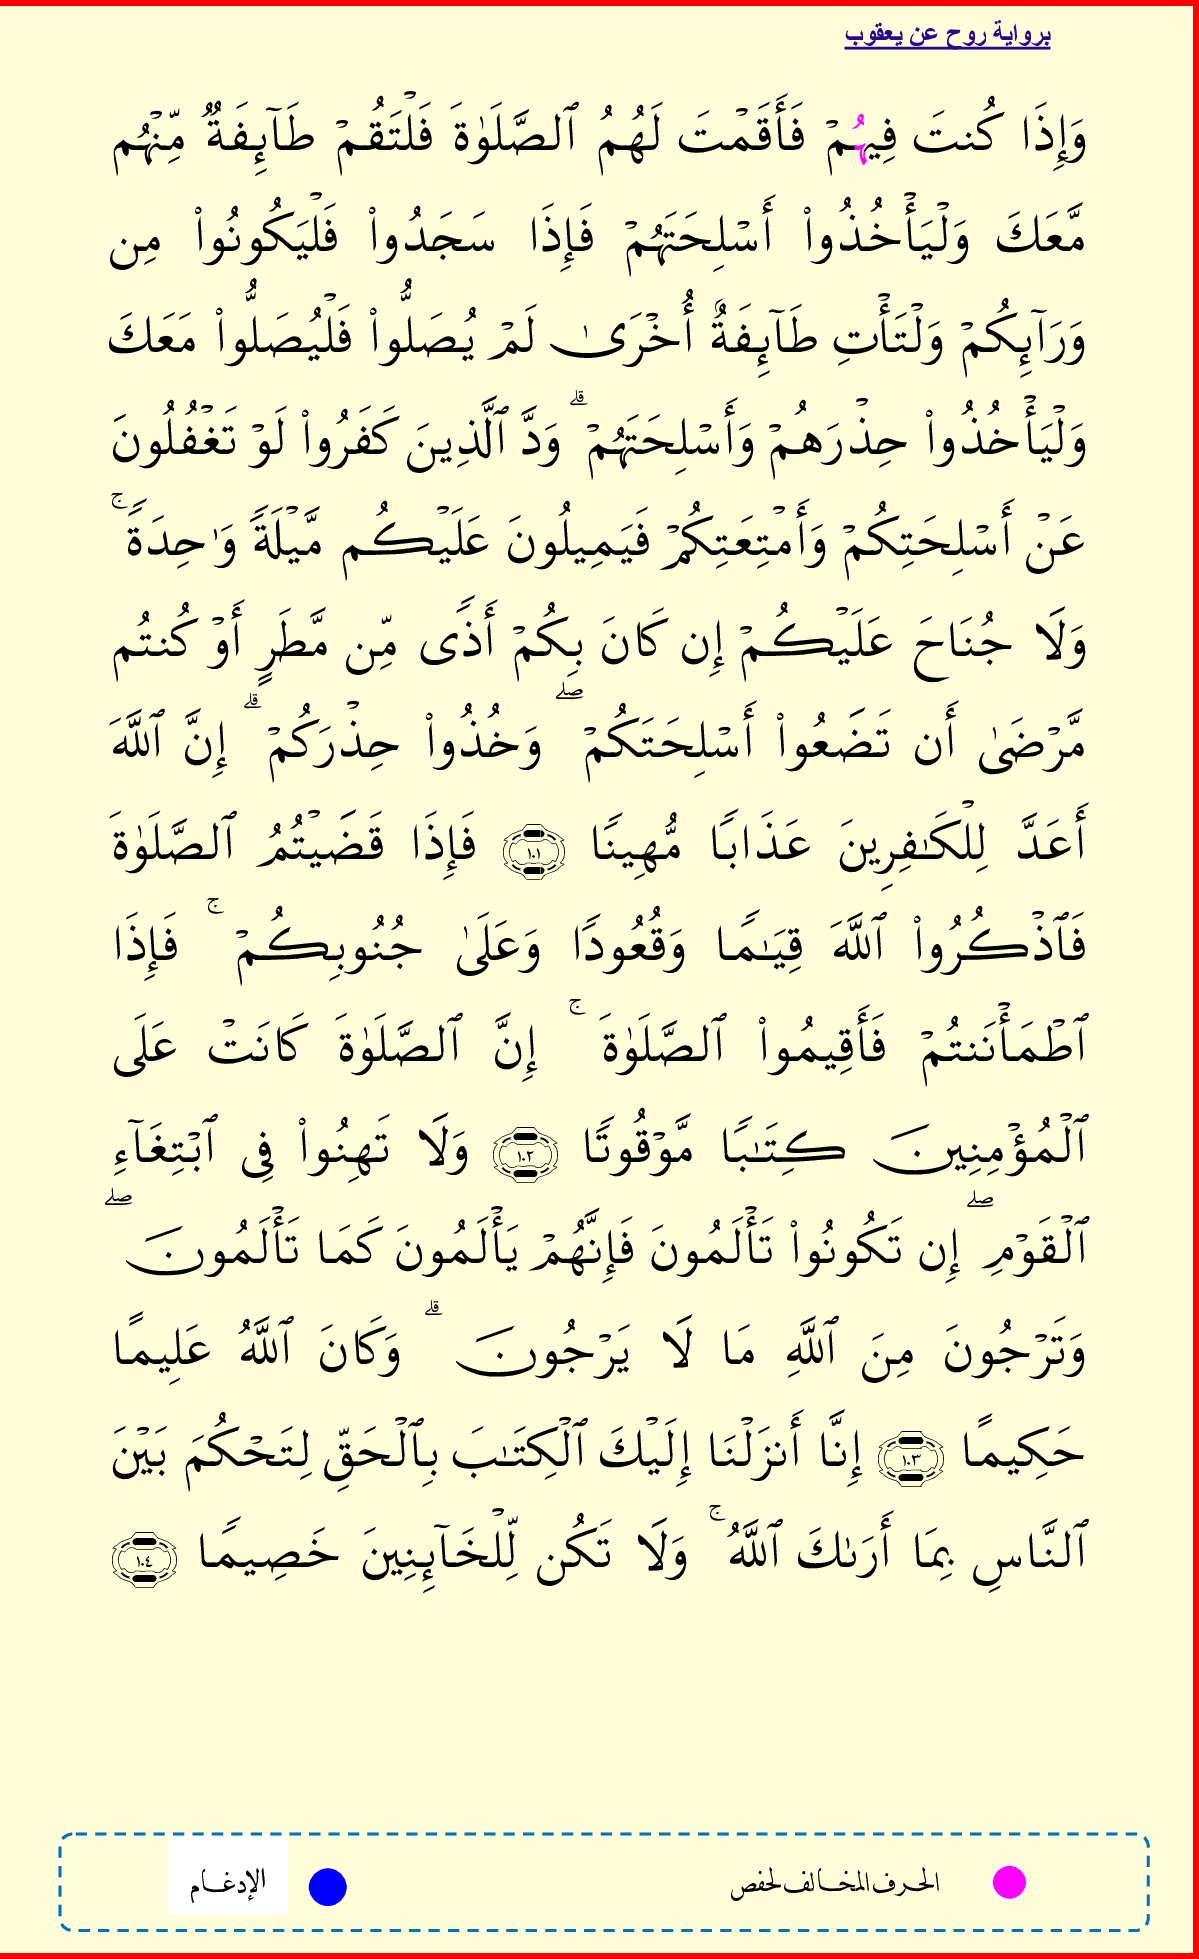 برواية روح عن يعقوب
وَإِذَا كُنتَ فِيهُمۡ فَأَقَمۡتَ لَهُمُ ٱلصَّلَوٰةَ فَلۡتَقُمۡ طَآئِفَةٞ مِّنۡهُم
مَّعَكَ وَلۡيَأۡخُذُواْ أَسۡلِحَتَهُمۡ فَإِذَا سَجَدُواْ فَلۡيَكُونُواْ مِن
وَرَآئِكُمۡ وَلۡتَأۡتِ طَآئِفَةٌ أُخۡرَىٰ لَمۡ يُصَلُّواْ فَلۡيُصَلُّواْ مَعَكَ
وَلۡيَأۡخُذُواْ حِذۡرَهُمۡ وَأَسۡلِحَتَهُمۡۗ وَدَّ ٱلَّذِينَ كَفَرُواْ لَوۡ تَغۡفُلُونَ
عَنۡ أَسۡلِحَتِكُمۡ وَأَمۡتِعَتِكُمۡ فَيَمِيلُونَ عَلَيۡكُم مَّيۡلَةٗ وَٰحِدَةٗۚ
وَلَا جُنَاحَ عَلَيۡكُمۡ إِن كَانَ بِكُمۡ أَذٗى مِّن مَّطَرٍ أَوۡ كُنتُم
مَّرۡضَىٰ أَن تَضَعُواْ أَسۡلِحَتَكُمۡۖ وَخُذُواْ حِذۡرَكُمۡۗ إِنَّ ٱللَّهَ
أَعَدَّ لِلۡكَٰفِرِينَ عَذَابٗا مُّهِينٗا ١٠١ فَإِذَا قَضَيۡتُمُ ٱلصَّلَوٰةَ
فَٱذۡكُرُواْ ٱللَّهَ قِيَٰمٗا وَقُعُودٗا وَعَلَىٰ جُنُوبِكُمۡۚ فَإِذَا
ٱطۡمَأۡنَنتُمۡ فَأَقِيمُواْ ٱلصَّلَوٰةَۚ إِنَّ ٱلصَّلَوٰةَ كَانَتۡ عَلَى
ٱلۡمُؤۡمِنِينَ كِتَٰبٗا مَّوۡقُوتٗا ١٠٢ وَلَا تَهِنُواْ فِي ٱبۡتِغَآءِ
ٱلۡقَوۡمِۖ إِن تَكُونُواْ تَأۡلَمُونَ فَإِنَّهُمۡ يَأۡلَمُونَ كَمَا تَأۡلَمُونَۖ
وَتَرۡجُونَ مِنَ ٱللَّهِ مَا لَا يَرۡجُونَۗ وَكَانَ ٱللَّهُ عَلِيمًا
حَكِيمًا ١٠٣ إِنَّا أَنزَلۡنَا إِلَيۡكَ ٱلۡكِتَٰبَ بِٱلۡحَقِّ لِتَحۡكُمَ بَيۡنَ
ٱلنَّاسِ بِمَا أَرَىٰكَ ٱللَّهُۚ وَلَا تَكُن لِّلۡخَآئِنِينَ خَصِيمٗا ١٠٤
الحرف المخالف لحفص
الإدغام